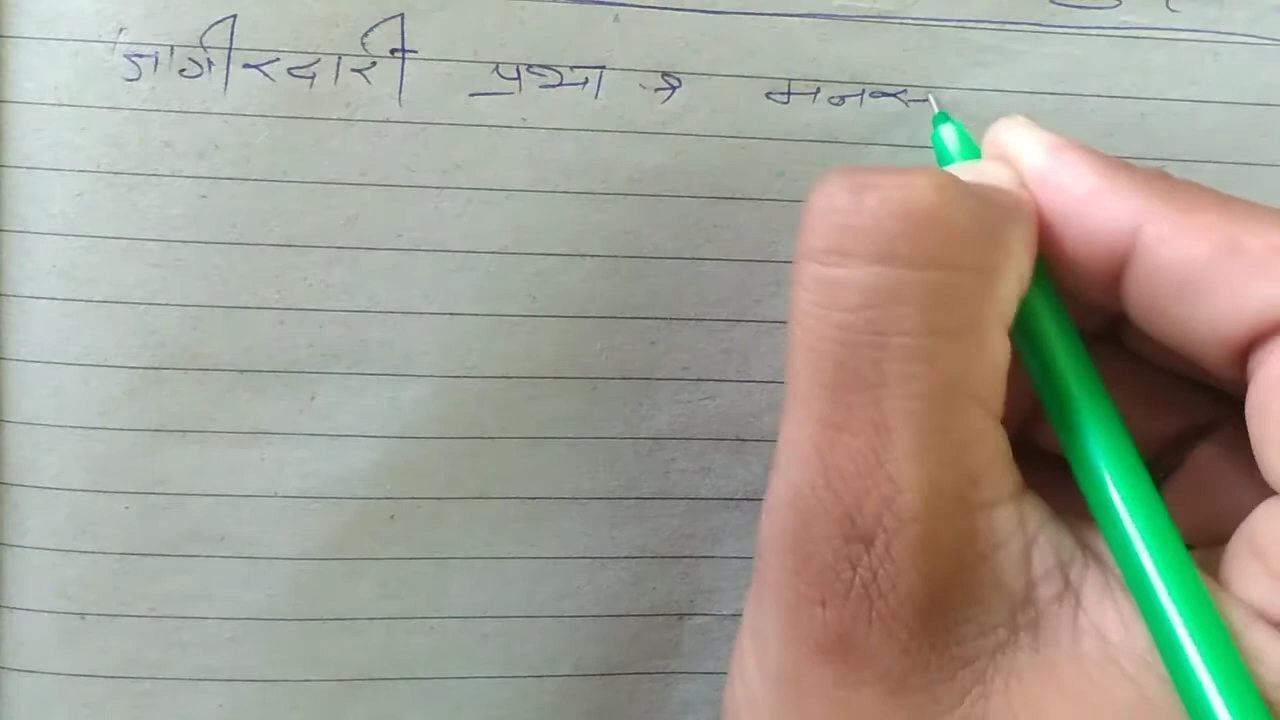 जागीरदारी प्रथा → मनस